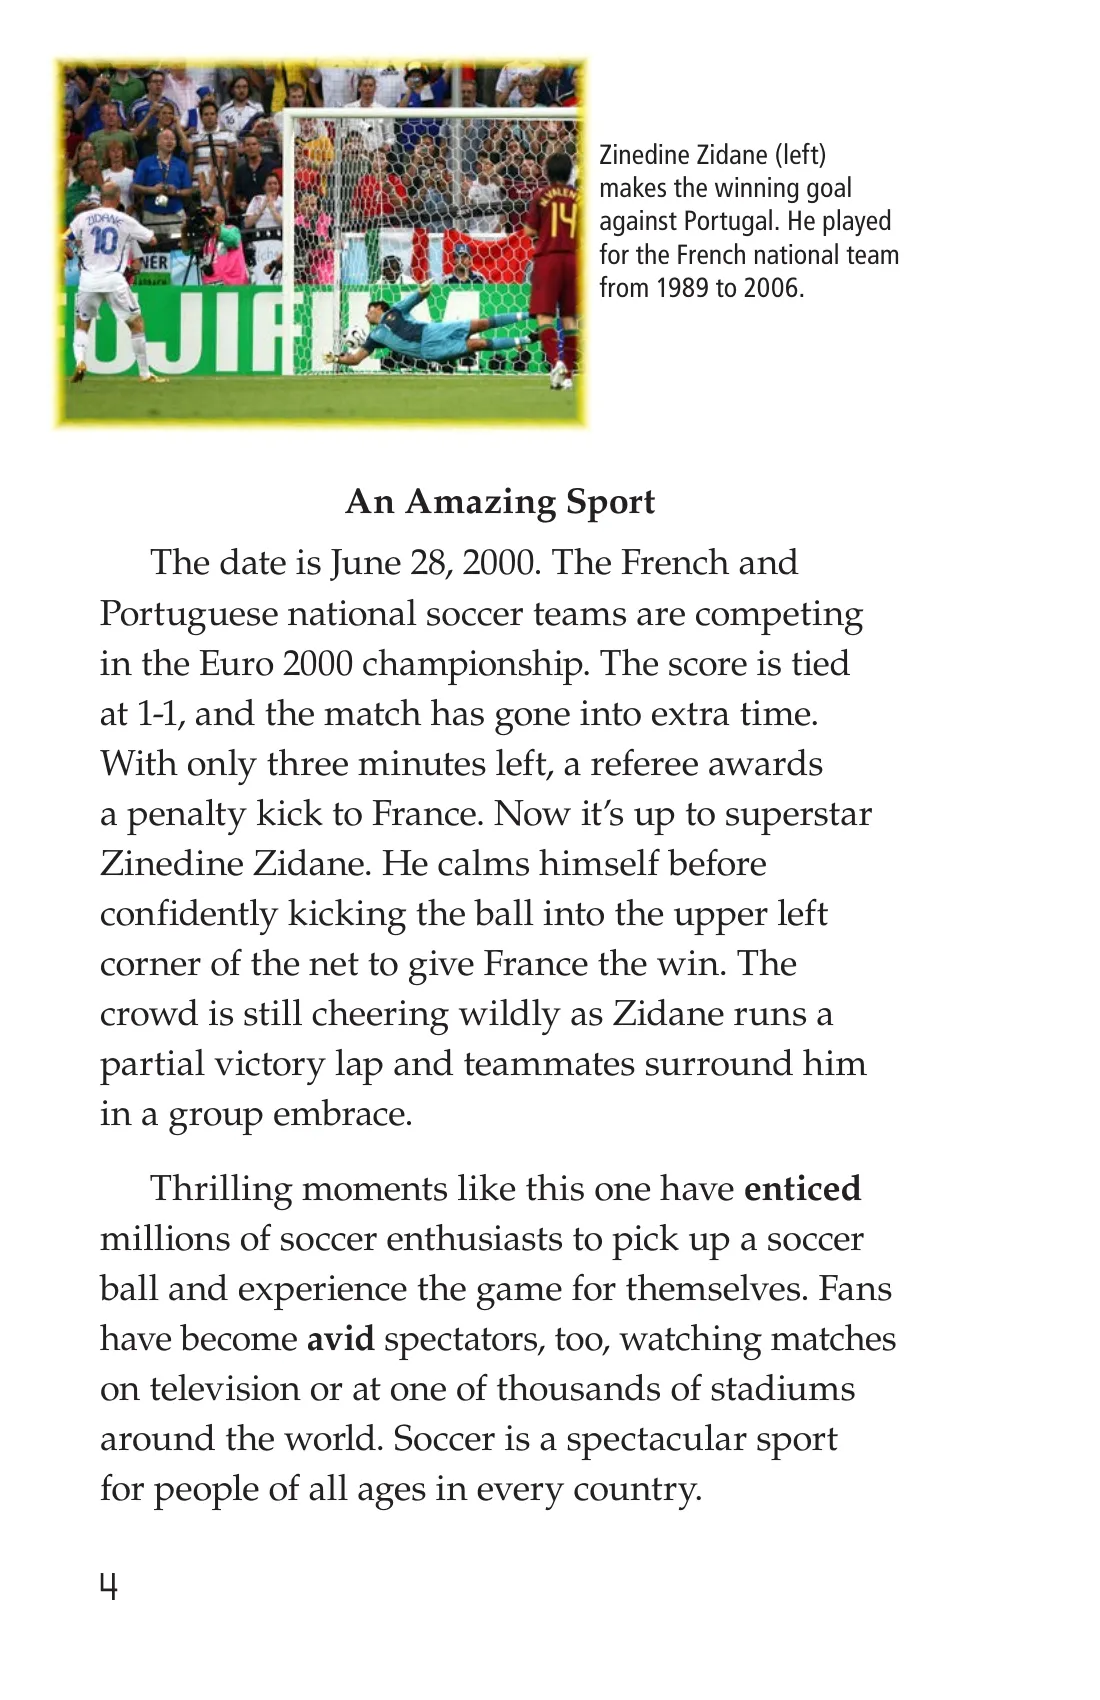 ZIDANE
10
NER
FUJIFILM
14
Zinedine Zidane (left)
makes the winning goal
against Portugal. He played
for the French national team
from 1989 to 2006.
An Amazing Sport
The date is June 28, 2000. The French and
Portuguese national soccer teams are competing
in the Euro 2000 championship. The score is tied
at 1-1, and the match has gone into extra time.
With only three minutes left, a referee awards
a penalty kick to France. Now it’s up to superstar
Zinedine Zidane. He calms himself before
confidently kicking the ball into the upper left
corner of the net to give France the win. The
crowd is still cheering wildly as Zidane runs a
partial victory lap and teammates surround him
in a group embrace.
Thrilling moments like this one have enticed
millions of soccer enthusiasts to pick up a soccer
ball and experience the game for themselves. Fans
have become avid spectators, too, watching matches
on television or at one of thousands of stadiums
around the world. Soccer is a spectacular sport
for people of all ages in every country.
4